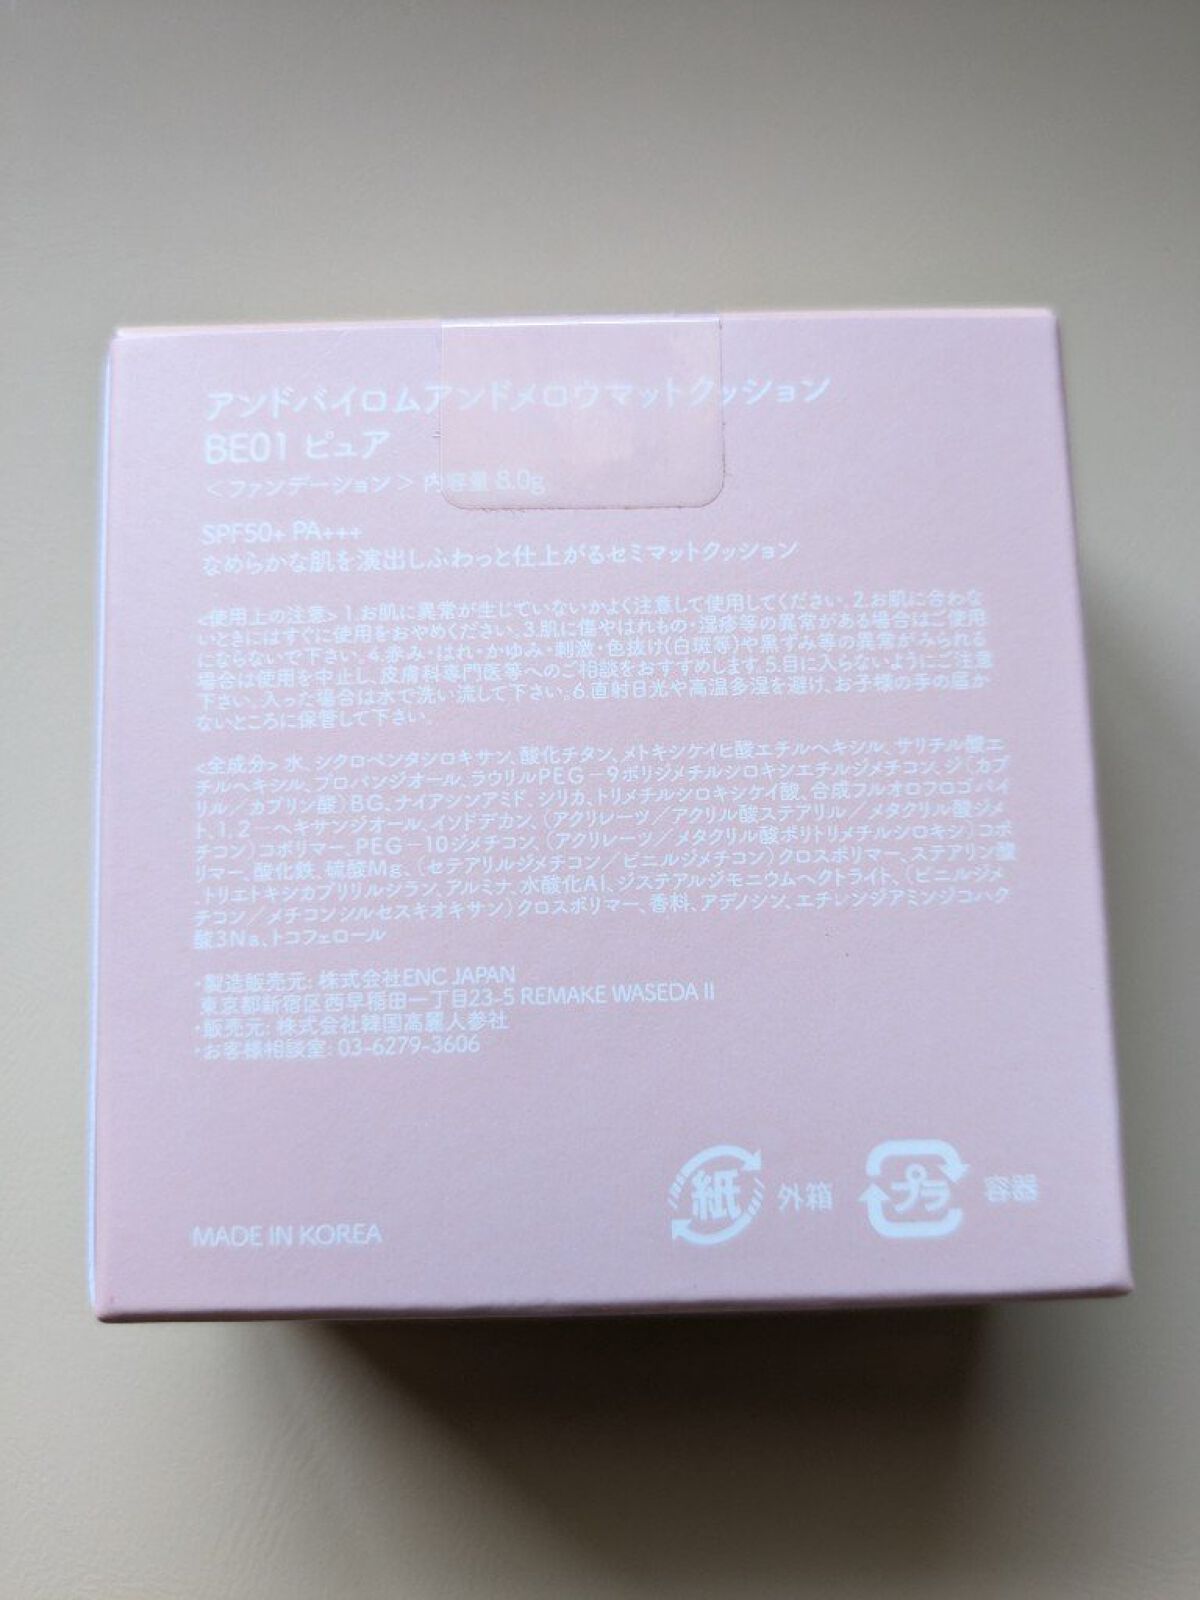 アンドバイロムアンドメロウマットクッション
BE01 ピュア
＜ファンデーション＞ 内容量 8.0g
SPF50+ PA+++
なめらかな肌を演出しふわっと仕上がるセミマットクッション
<使用上の注意> 1.お肌に異常が生じていないかよく注意して使用してください。2.お肌に合わな
いときにはすぐに使用をおやめください。3.肌に傷やはれもの・湿疹等の異常がある場合はご使用
にならないで下さい。4.赤み・はれ・かゆみ・刺激・色抜け(白斑等)や黒ずみ等の異常がみられる
場合は使用を中止し、皮膚科専門医等へのご相談をおすすめします。5.目に入らないようにご注意
下さい。入った場合は水で洗い流して下さい。6.直射日光や高温多湿を避け、お子様の手の届か
ないところに保管して下さい。
<全成分> 水、シクロペンタシロキサン、酸化チタン、メトキシケイヒ酸エチルヘキシル、サリチル酸エ
チルヘキシル、プロパンジオール、ラウリルPEG－9ポリジメチルシロキシエチルジメチコン、ジ（カプ
リル／カプリン酸）BG、ナイアシンアミド、シリカ、トリメチルシロキシケイ酸、合成フルオロフロゴパイ
ト、1,2－ヘキサンジオール、イソドデカン、（アクリレーツ／アクリル酸ステアリル／メタクリル酸ジメ
チコン）コポリマー、PEG－10ジメチコン、（アクリレーツ／メタクリル酸ポリトリメチルシロキシ）コポ
リマー、酸化鉄、硫酸Mg、（セテアリルジメチコン／ビニルジメチコン）クロスポリマー、ステアリン酸
、トリエトキシカプリリルシラン、アルミナ、水酸化Al、ジステアルジモニウムヘクトライト、（ビニルジメ
チコン／メチコンシルセスキオキサン）クロスポリマー、香料、アデノシン、エチレンジアミンジコハク
酸3Na、トコフェロール
・製造販売元: 株式会社ENC JAPAN
東京都新宿区西早稲田一丁目23-5 REMAKE WASEDA II
・販売元: 株式会社韓国高麗人参社
・お客様相談室: 03-6279-3606
紙 外箱 プラ 容器
MADE IN KOREA